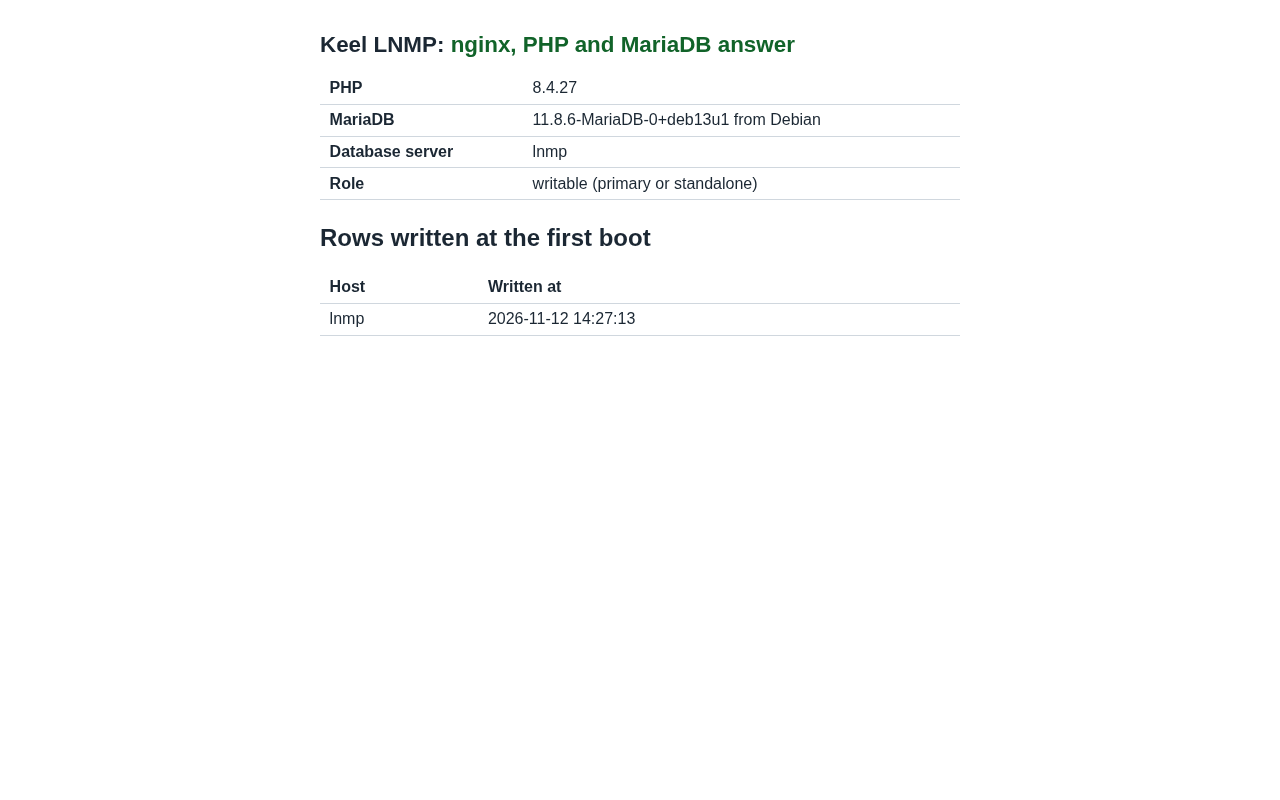 Keel LNMP: nginx, PHP and MariaDB answer
PHP 8.4.27
MariaDB 11.8.6-MariaDB-0+deb13u1 from Debian
Database server lnmp
Role writable (primary or standalone)
Rows written at the first boot
Host Written at
lnmp 2026-11-12 14:27:13